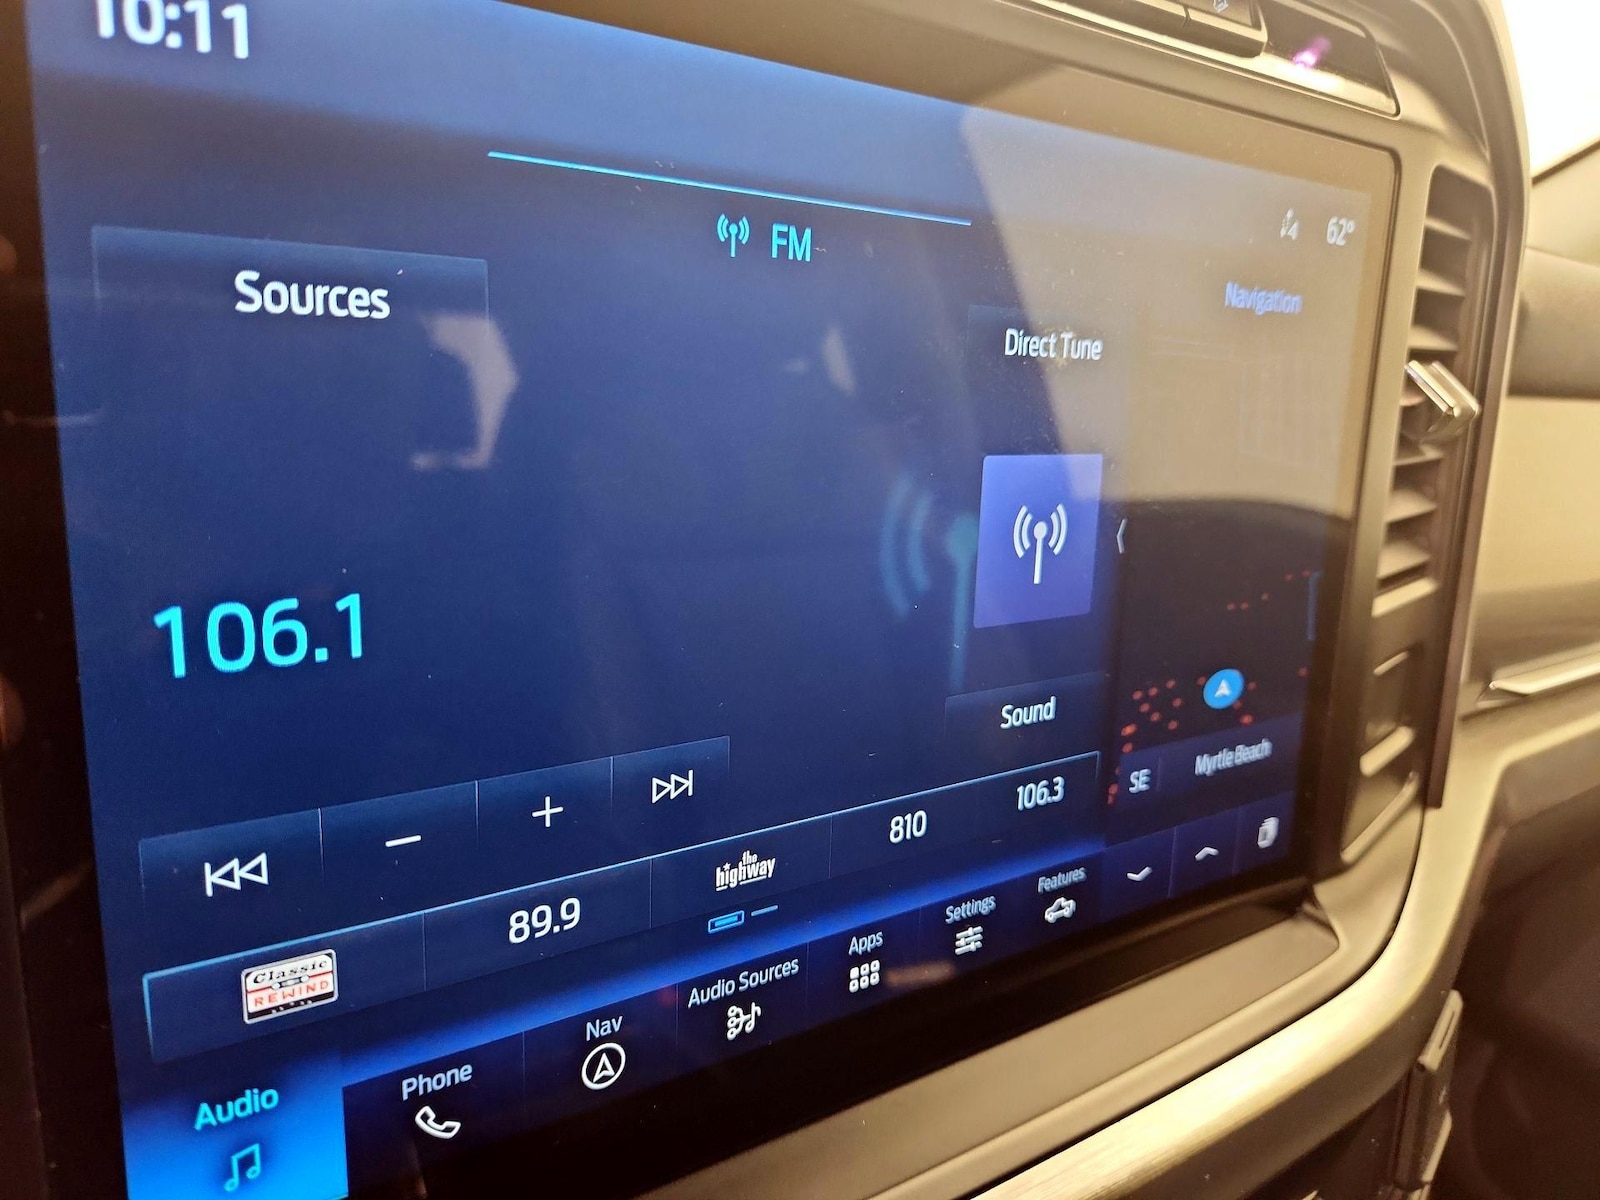 10:11
FM
62°
Sources
Navigation
Direct Tune
106.1
Sound
SE
Myrtle Beach
Classic
REWIND
89.9
the
highway
810
106.3
Audio
Phone
Nav
Audio Sources
Apps
Settings
Features